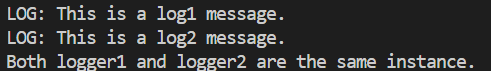 LOG: This is a log1 message.
LOG: This is a log2 message.
Both logger1 and logger2 are the same instance.